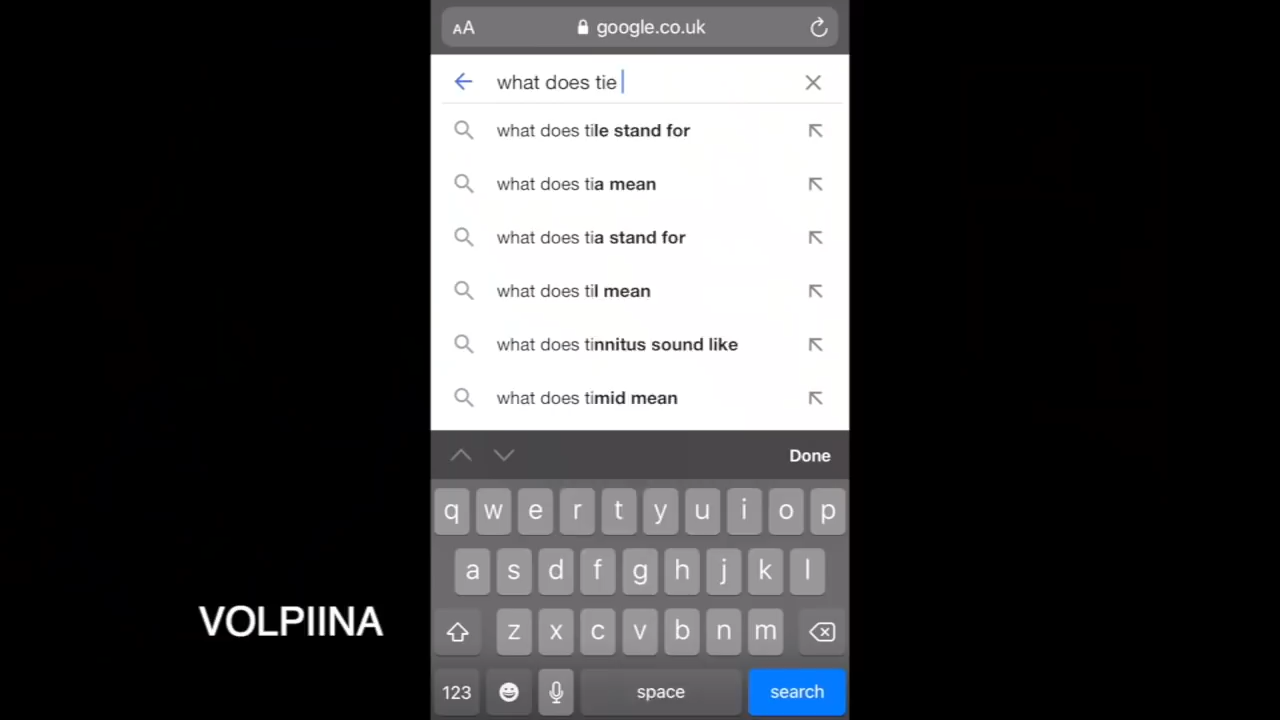 AA google.co.uk
what does tie
what does tile stand for
what does tia mean
what does tia stand for
what does til mean
what does tinnitus sound like
what does timid mean
Done
q w e r t y u i o p
a s d f g h j k l
z x c v b n m
VOLPIINA
123 space search